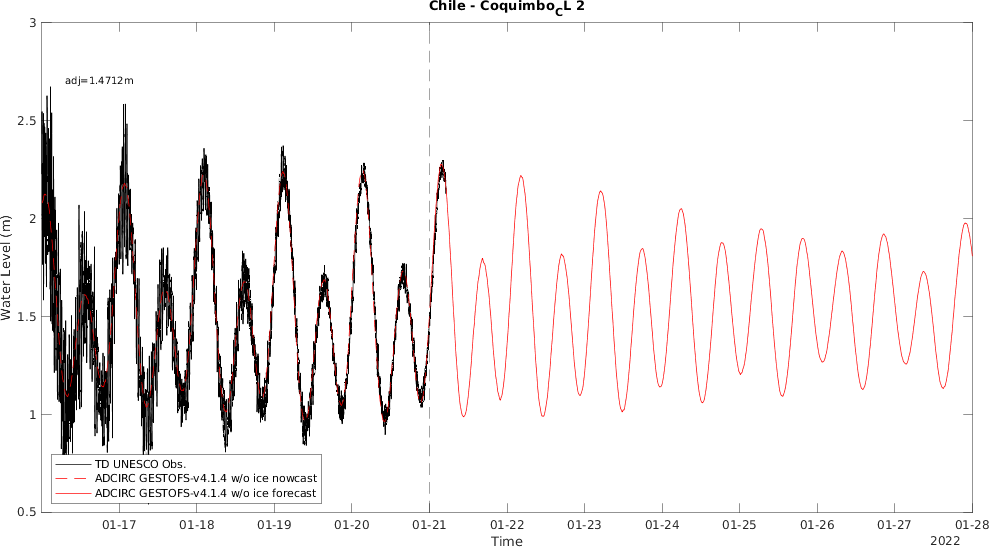 Chile - Coquimbo_CL 2
adj=1.4712m
Water Level (m)
3
2.5
2
1.5
1
0.5
TD UNESCO Obs.
ADCIRC GESTOFS-v4.1.4 w/o ice nowcast
ADCIRC GESTOFS-v4.1.4 w/o ice forecast
01-17 01-18 01-19 01-20 01-21 01-22 01-23 01-24 01-25 01-26 01-27 01-28
Time
2022